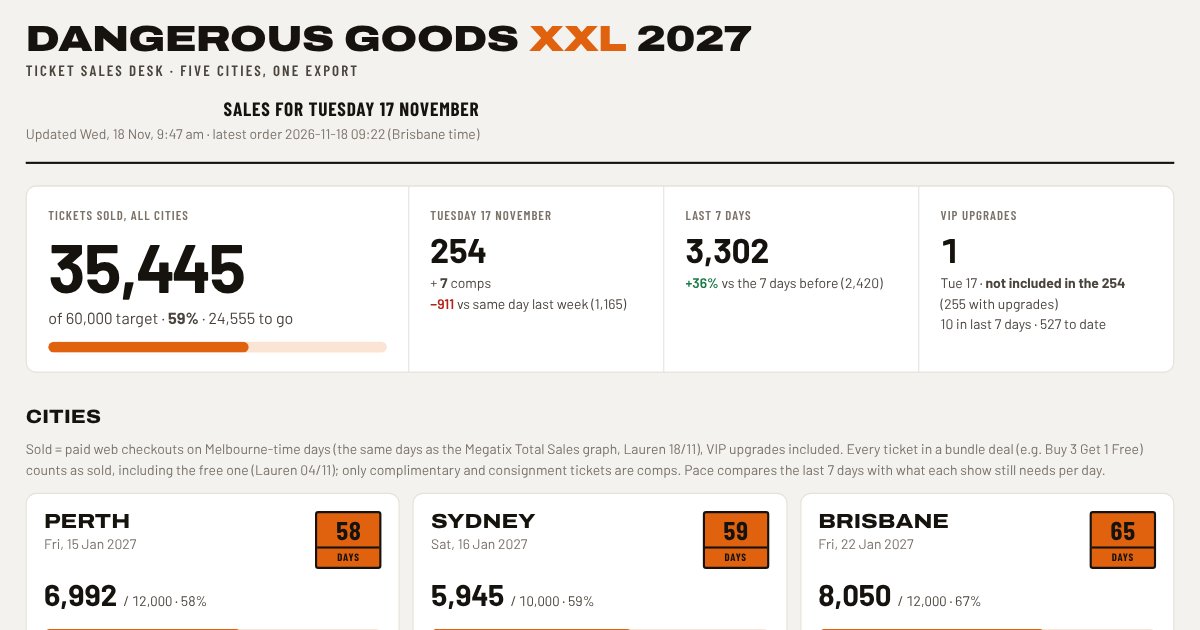 DANGEROUS GOODS XXL 2027
TICKET SALES DESK · FIVE CITIES, ONE EXPORT
SALES FOR TUESDAY 17 NOVEMBER
Updated Wed, 18 Nov, 9:47 am · latest order 2026-11-18 09:22 (Brisbane time)
TICKETS SOLD, ALL CITIES
35,445
of 60,000 target · 59% · 24,555 to go
TUESDAY 17 NOVEMBER
254
+ 7 comps
−911 vs same day last week (1,165)
LAST 7 DAYS
3,302
+36% vs the 7 days before (2,420)
VIP UPGRADES
1
Tue 17 · not included in the 254
(255 with upgrades)
10 in last 7 days · 527 to date
CITIES
Sold = paid web checkouts on Melbourne-time days (the same days as the Megatix Total Sales graph, Lauren 18/11), VIP upgrades included. Every ticket in a bundle deal (e.g. Buy 3 Get 1 Free)
counts as sold, including the free one (Lauren 04/11); only complimentary and consignment tickets are comps. Pace compares the last 7 days with what each show still needs per day.
PERTH
Fri, 15 Jan 2027
58
DAYS
6,992 / 12,000 · 58%
SYDNEY
Sat, 16 Jan 2027
59
DAYS
5,945 / 10,000 · 59%
BRISBANE
Fri, 22 Jan 2027
65
DAYS
8,050 / 12,000 · 67%